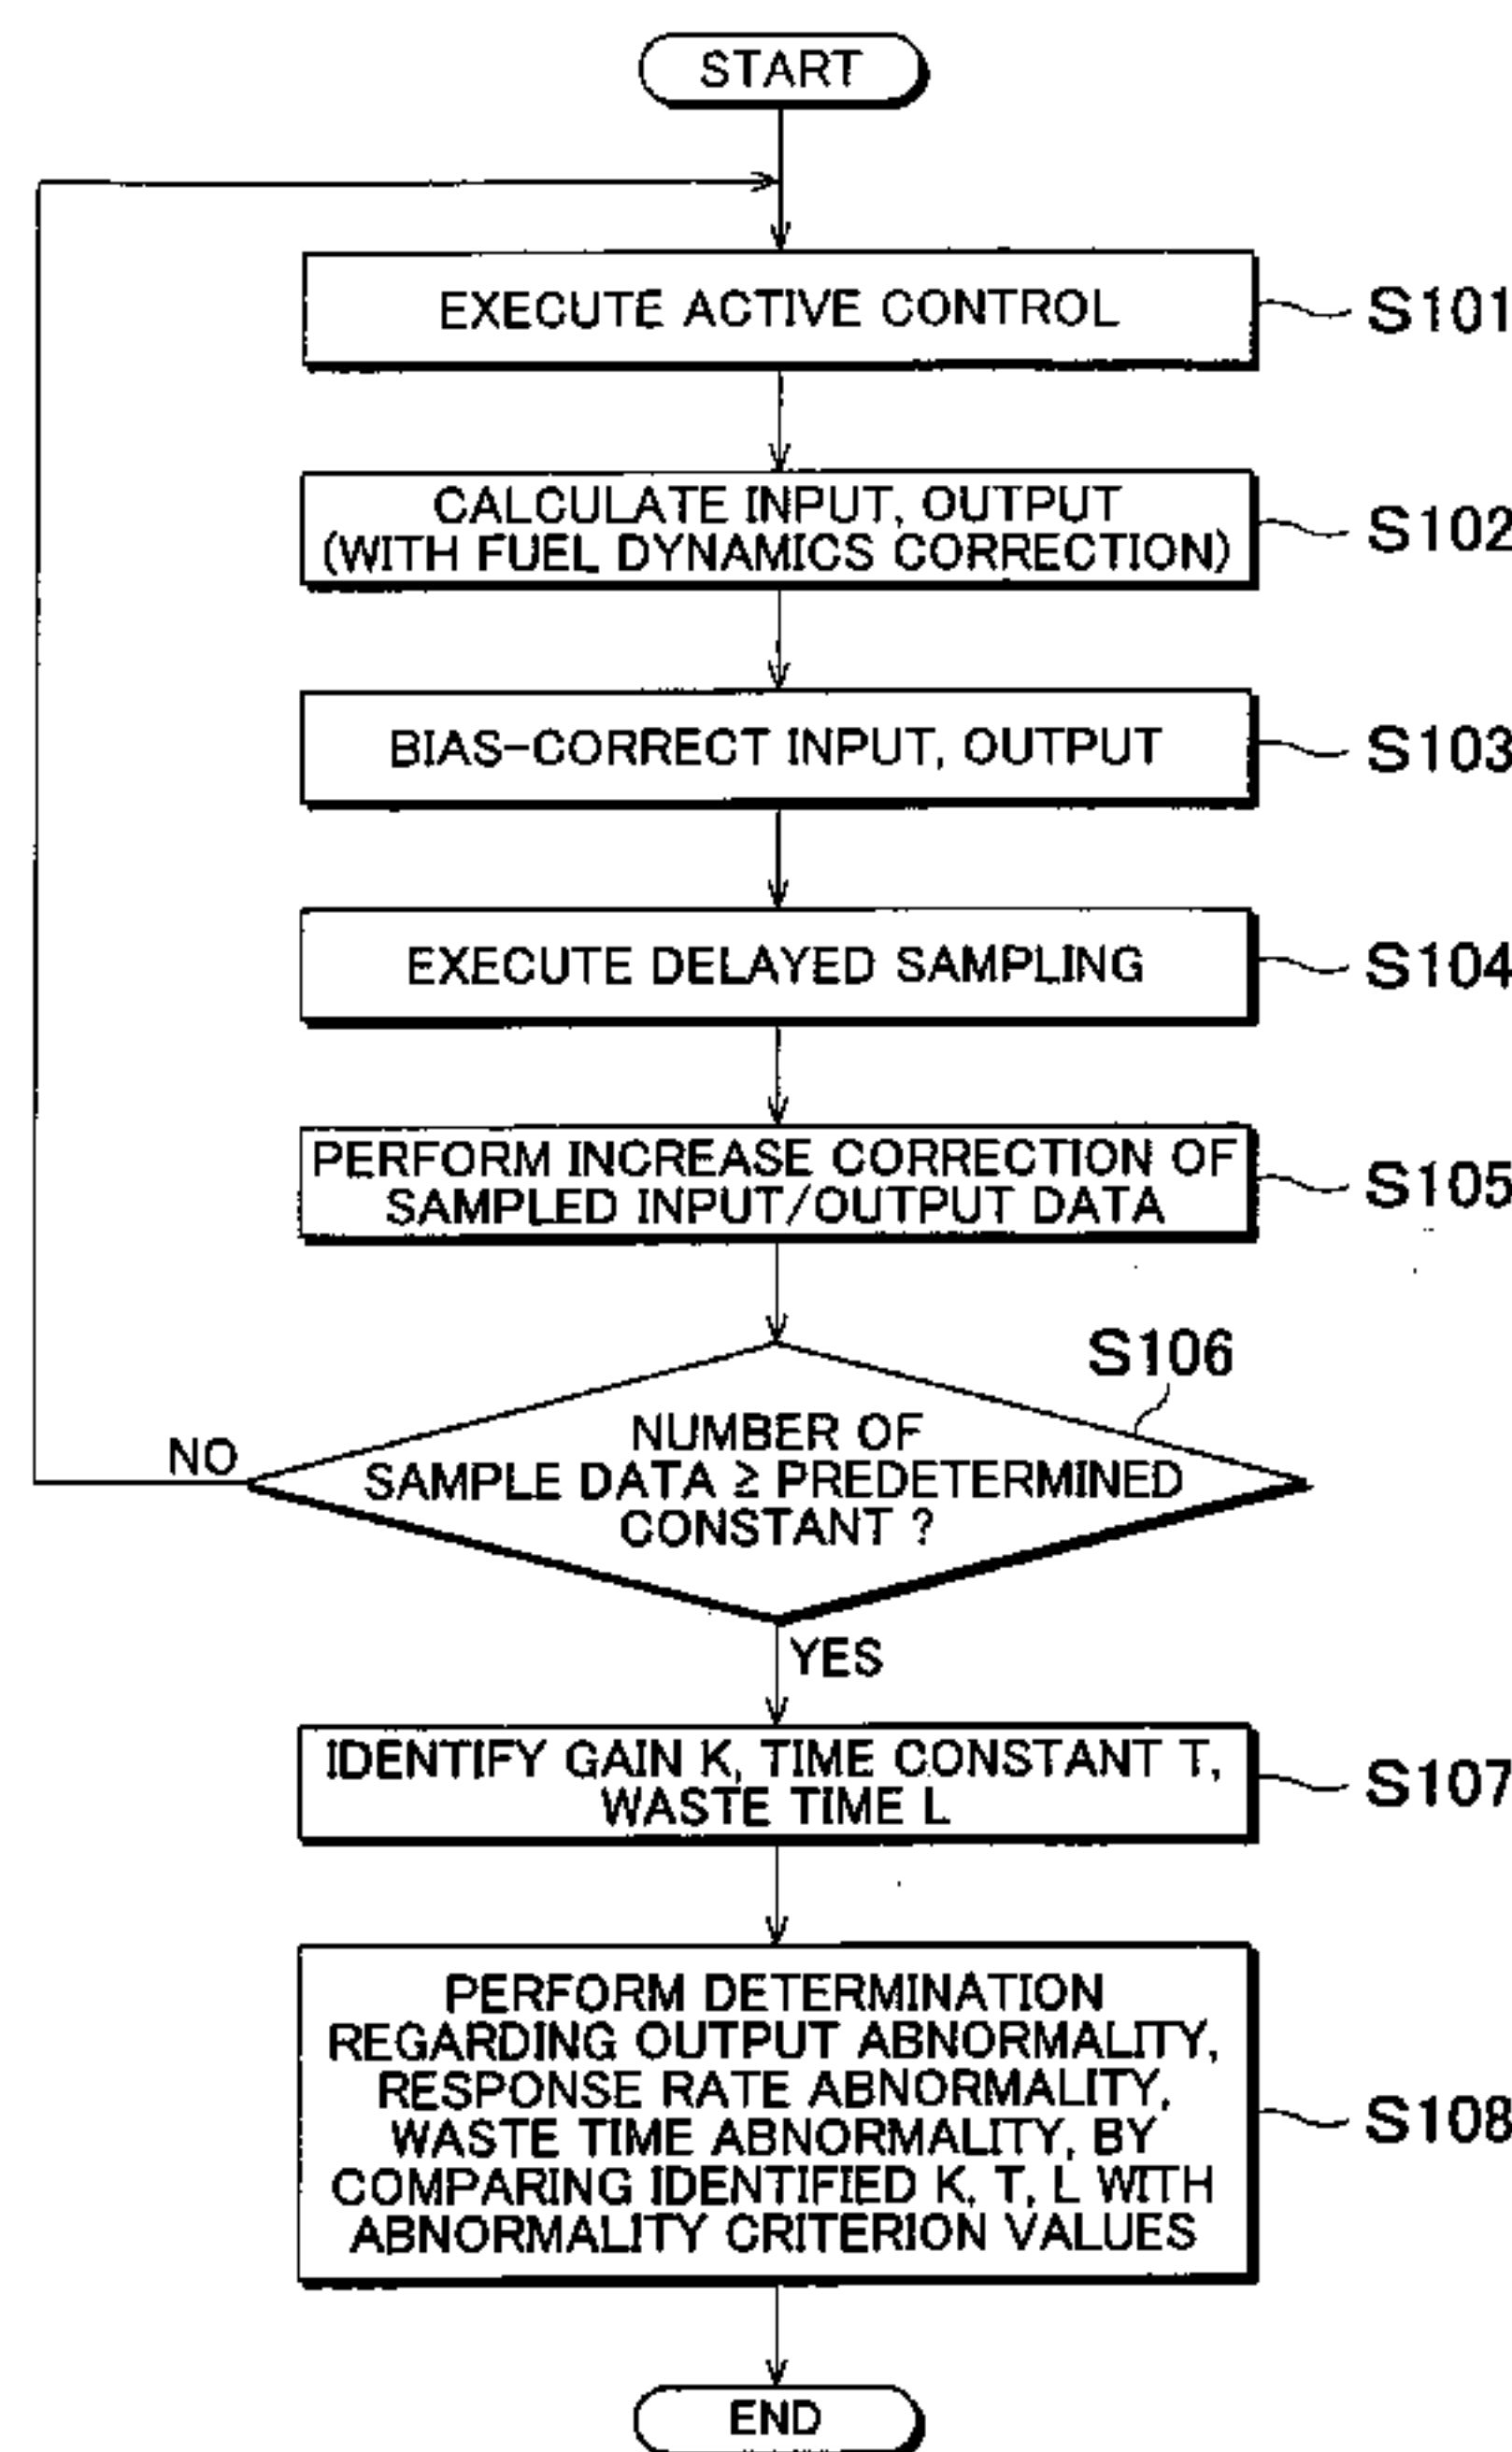 START
EXECUTE ACTIVE CONTROL
S101
CALCULATE INPUT, OUTPUT
(WITH FUEL DYNAMICS CORRECTION)
S102
BIAS-CORRECT INPUT, OUTPUT
S103
EXECUTE DELAYED SAMPLING
S104
PERFORM INCREASE CORRECTION OF
SAMPLED INPUT/OUTPUT DATA
S105
S106
NUMBER OF
SAMPLE DATA ≥ PREDETERMINED
CONSTANT ?
NO
YES
IDENTIFY GAIN K, TIME CONSTANT T,
WASTE TIME L
S107
PERFORM DETERMINATION
REGARDING OUTPUT ABNORMALITY,
RESPONSE RATE ABNORMALITY,
WASTE TIME ABNORMALITY, BY
COMPARING IDENTIFIED K, T, L WITH
ABNORMALITY CRITERION VALUES
S108
END